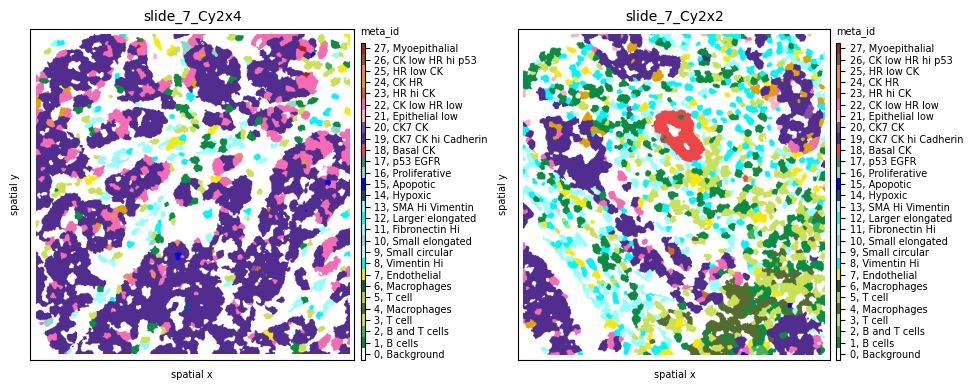 slide_7_Cy2x4
spatial y
spatial x
meta_id
27, Myoepithalial
26, CK low HR hi p53
25, HR low CK
24, CK HR
23, HR hi CK
22, CK low HR low
21, Epithelial low
20, CK7 CK
19, CK7 CK hi Cadherin
18, Basal CK
17, p53 EGFR
16, Proliferative
15, Apopotic
14, Hypoxic
13, SMA Hi Vimentin
12, Larger elongated
11, Fibronectin Hi
10, Small elongated
9, Small circular
8, Vimentin Hi
7, Endothelial
6, Macrophages
5, T cell
4, Macrophages
3, T cell
2, B and T cells
1, B cells
0, Background
slide_7_Cy2x2
spatial y
spatial x
meta_id
27, Myoepithalial
26, CK low HR hi p53
25, HR low CK
24, CK HR
23, HR hi CK
22, CK low HR low
21, Epithelial low
20, CK7 CK
19, CK7 CK hi Cadherin
18, Basal CK
17, p53 EGFR
16, Proliferative
15, Apopotic
14, Hypoxic
13, SMA Hi Vimentin
12, Larger elongated
11, Fibronectin Hi
10, Small elongated
9, Small circular
8, Vimentin Hi
7, Endothelial
6, Macrophages
5, T cell
4, Macrophages
3, T cell
2, B and T cells
1, B cells
0, Background